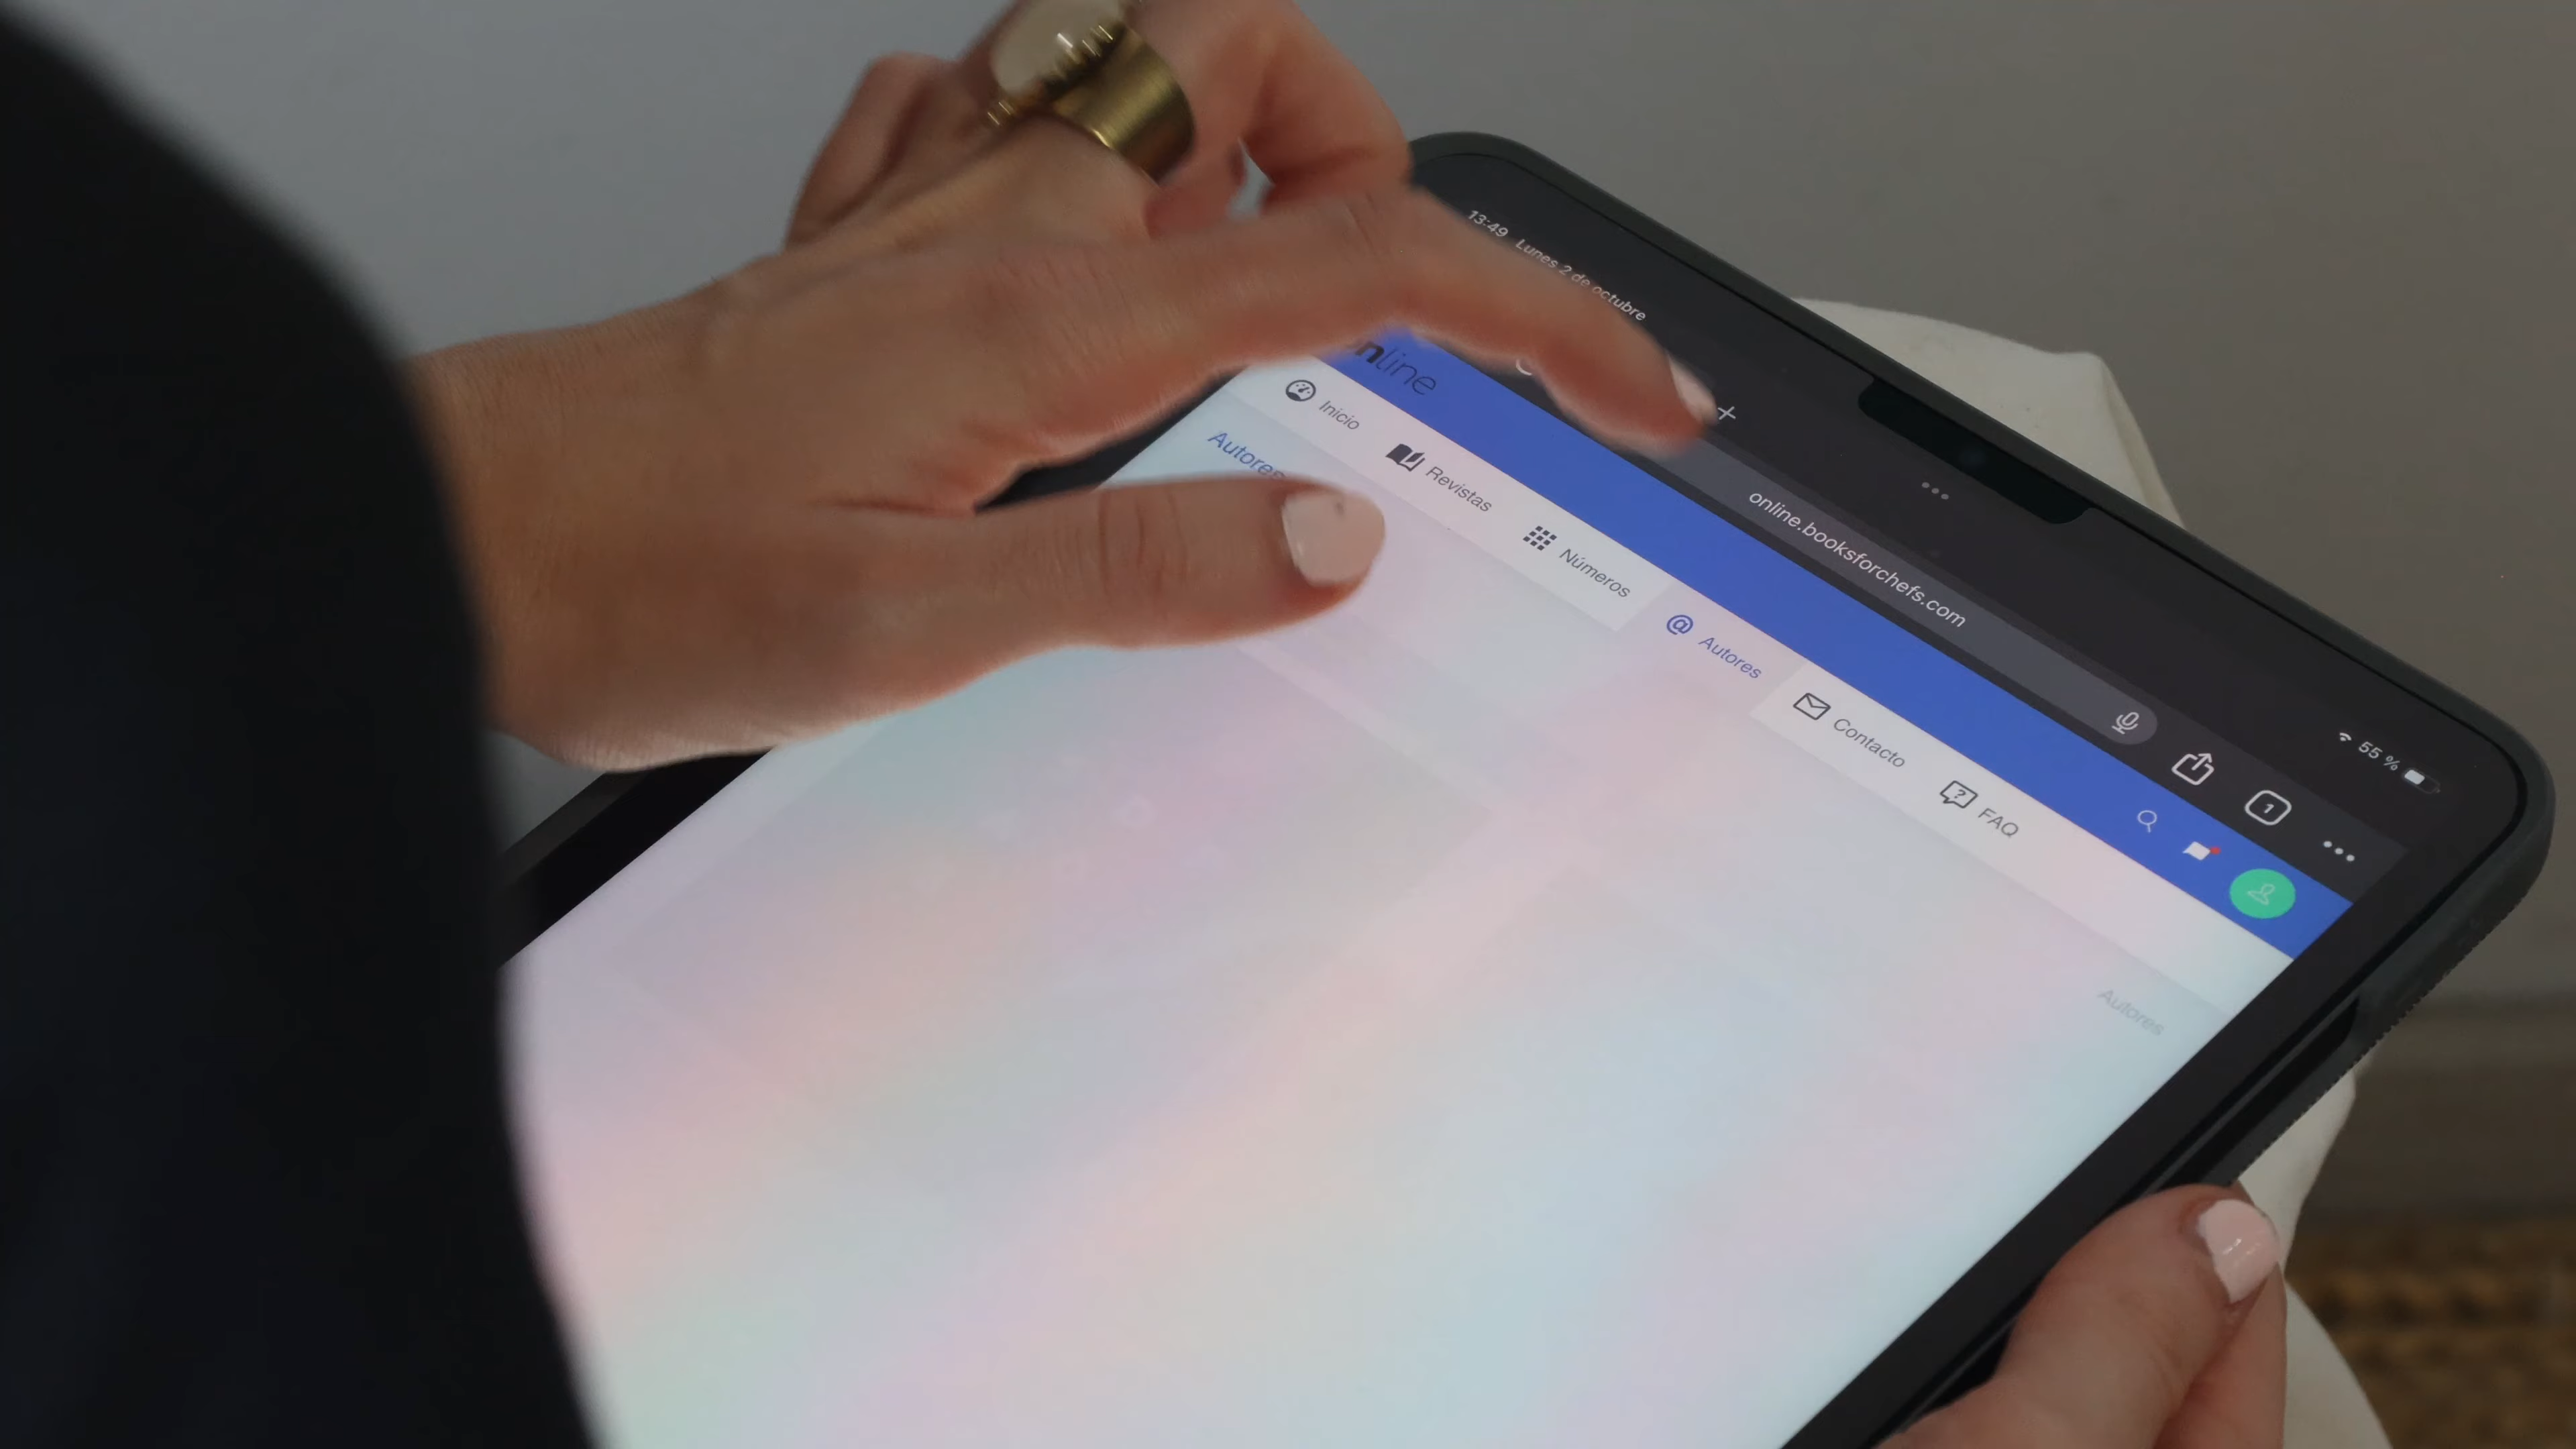 13:49 Lunes 2 de octubre
55 %
online.booksforchefs.com
1
nline
Inicio
Revistas
Números
@ Autores
Contacto
? FAQ
Autores
Autores